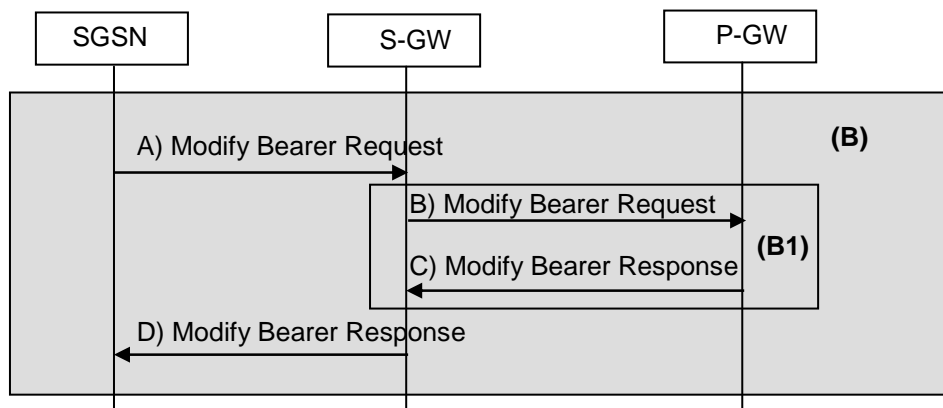 SGSN
S-GW
P-GW
(B)
A) Modify Bearer Request
B) Modify Bearer Request
(B1)
C) Modify Bearer Response
D) Modify Bearer Response